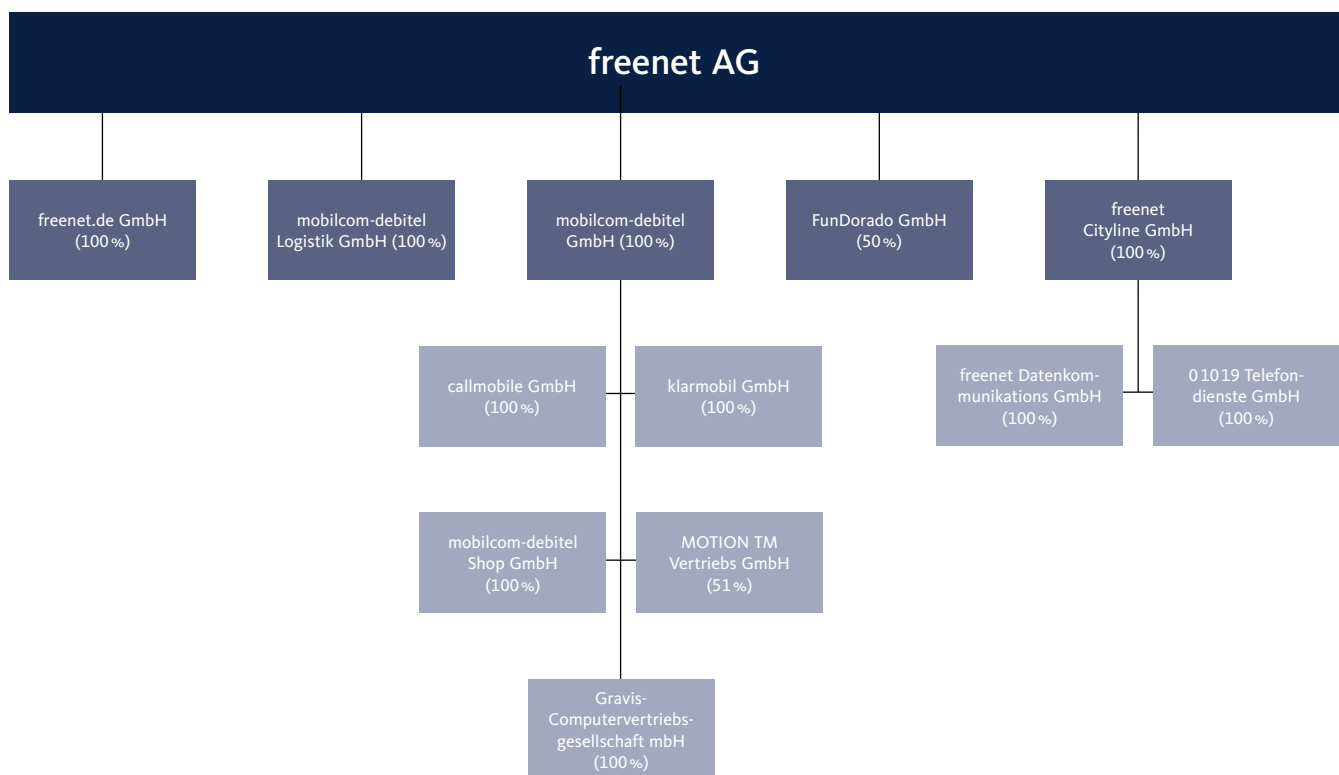 freenet AG
freenet.de GmbH
(100 %)
mobilcom-debitel
Logistik GmbH (100 %)
mobilcom-debitel
GmbH (100 %)
FunDorado GmbH
(50 %)
freenet
Cityline GmbH
(100 %)
callmobile GmbH
(100 %)
klarmobil GmbH
(100 %)
freenet Datenkom-
munikations GmbH
(100 %)
01019 Telefon-
dienste GmbH
(100 %)
mobilcom-debitel
Shop GmbH
(100 %)
MOTION TM
Vertriebs GmbH
(51 %)
Gravis-
Computervertriebs-
gesellschaft mbH
(100 %)